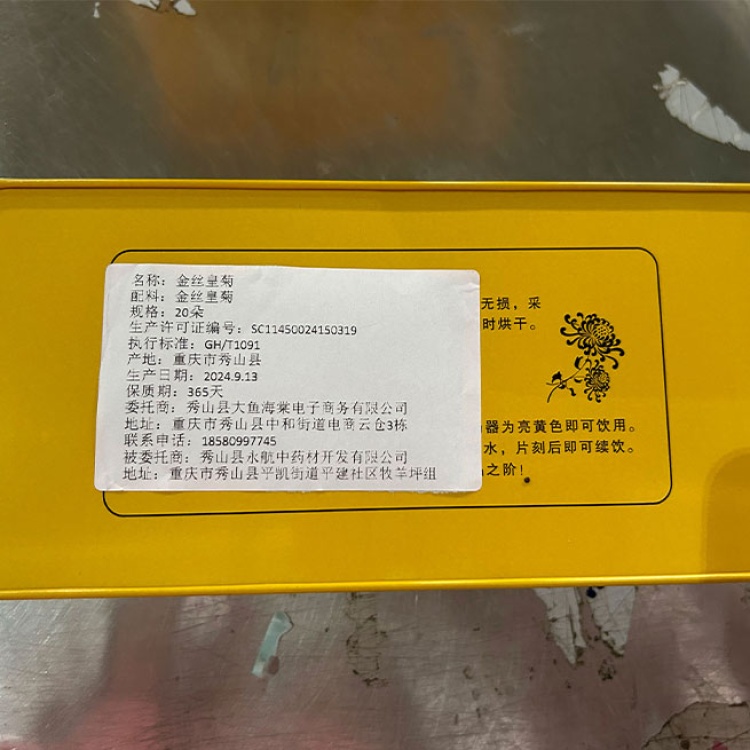 名称：金丝皇菊
配料：金丝皇菊
规格：20朵
生产许可证编号：SC11450024150319
执行标准：GH/T1091
产地：重庆市秀山县
生产日期：2024.9.13
保质期：365天
委托商：秀山县大鱼海棠电子商务有限公司
地址：重庆市秀山县中和街道电商云仓3栋
联系电话：18580997745
被委托商：秀山县永航中药材开发有限公司
地址：重庆市秀山县平凯街道平建社区牧羊坪组
无损，采
时烘干。
器为亮黄色即可饮用。
水，片刻后即可续饮。
之阶！